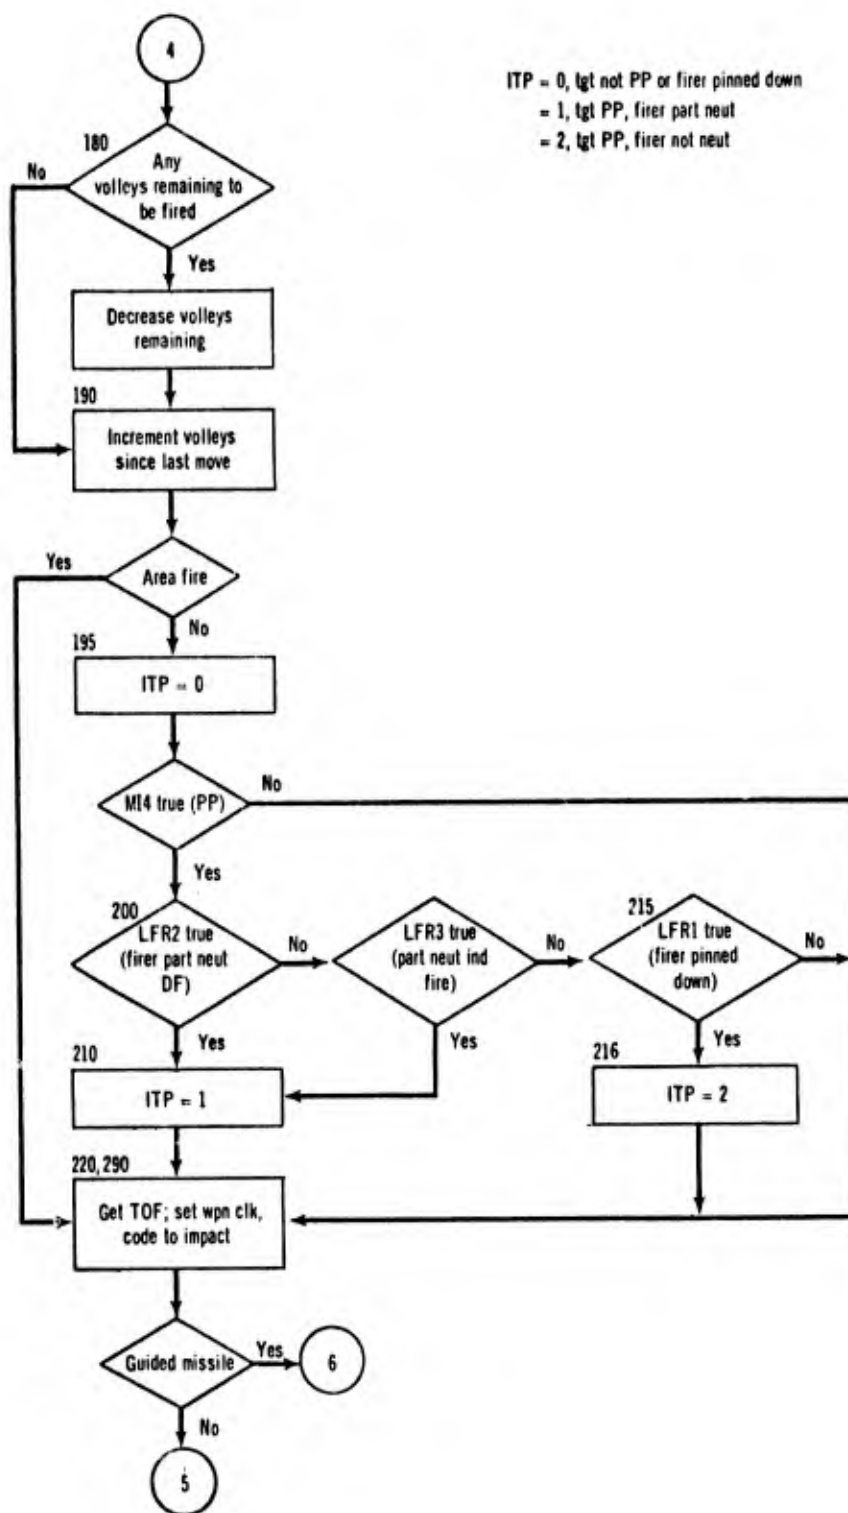 4
ITP = 0, tgt not PP or firer pinned down
= 1, tgt PP, firer part neut
= 2, tgt PP, firer not neut
180
Any
volleys remaining to
be fired
No
Yes
Decrease volleys
remaining
190
Increment volleys
since last move
Area fire
Yes
No
195
ITP = 0
MI4 true (PP)
No
Yes
200
LFR2 true
(firer part neut
DF)
No
LFR3 true
(part neut ind
fire)
No
215
LFR1 true
(firer pinned
down)
No
Yes
Yes
Yes
210
ITP = 1
216
ITP = 2
220, 290
Get TOF; set wpn clk,
code to impact
Guided missile
Yes
6
No
5